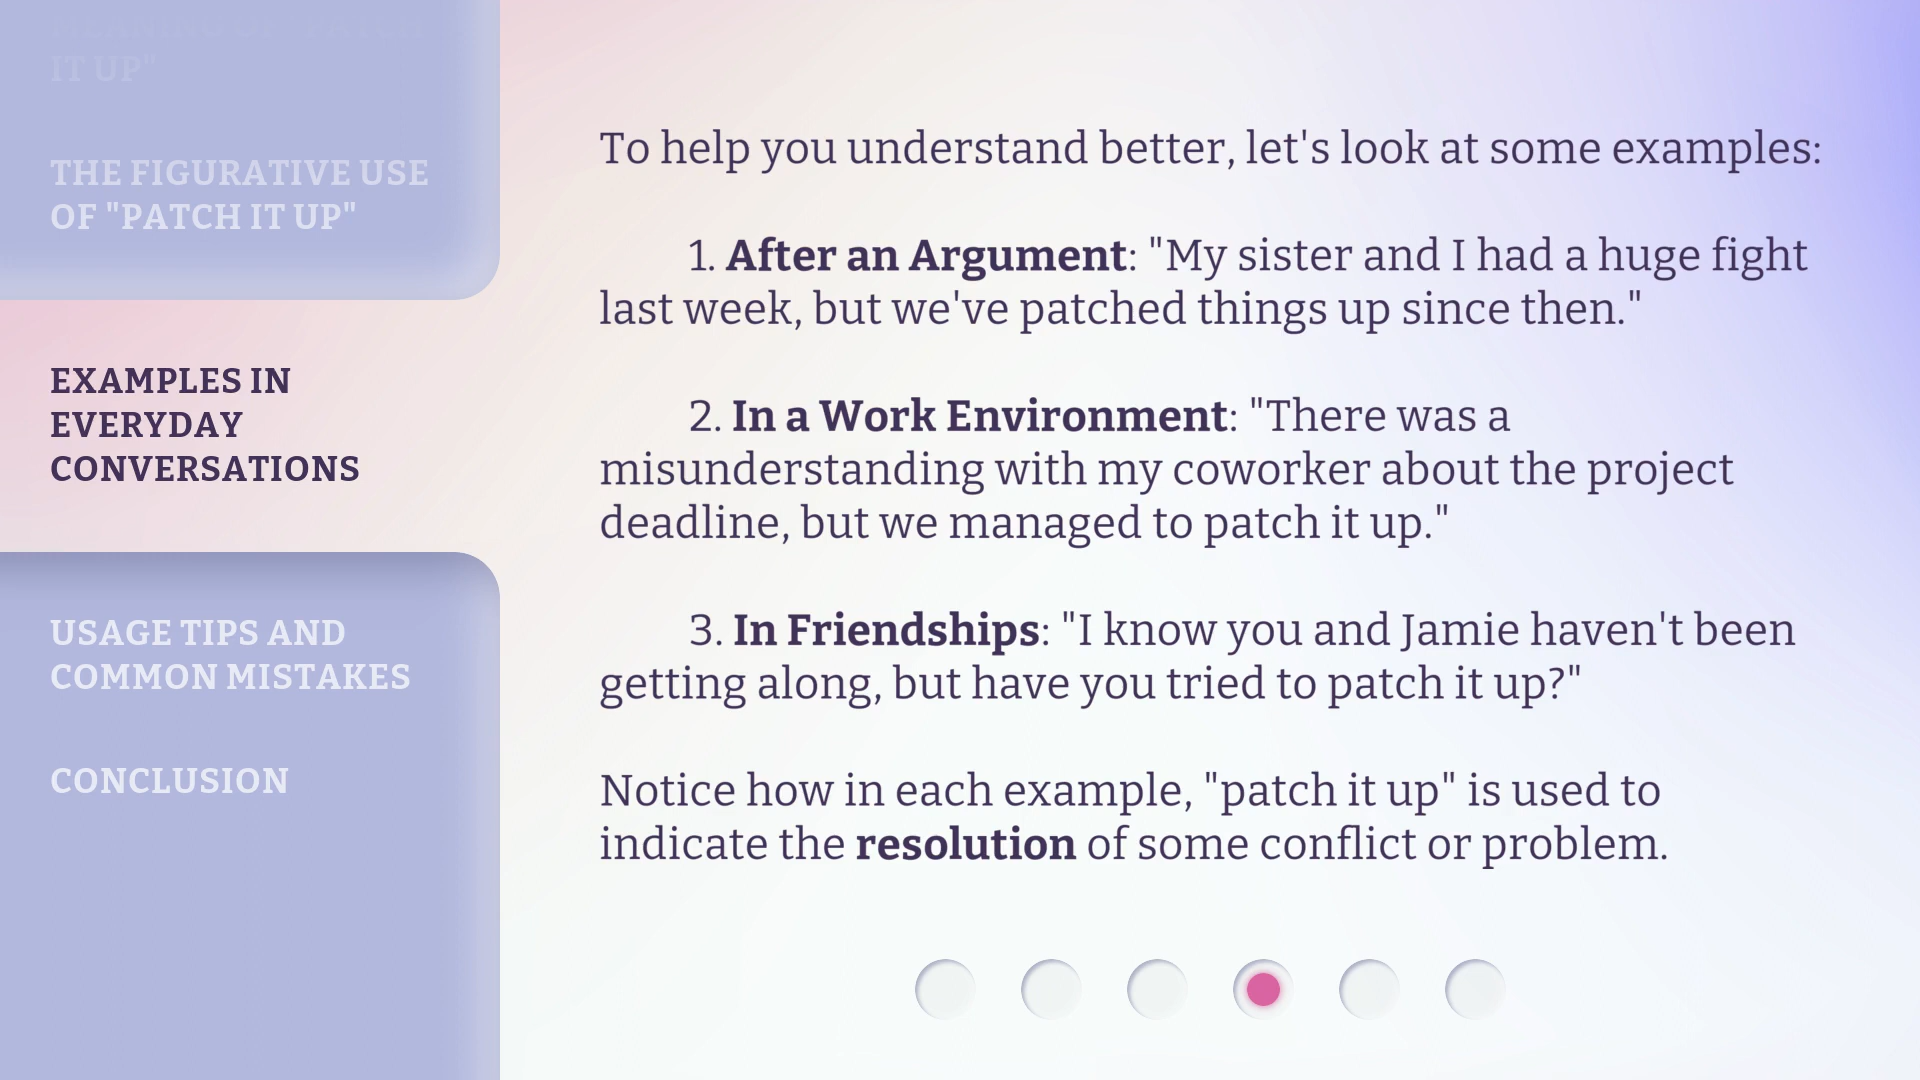 MEANING OF "PATCH
IT UP"
THE FIGURATIVE USE
OF "PATCH IT UP"
EXAMPLES IN
EVERYDAY
CONVERSATIONS
USAGE TIPS AND
COMMON MISTAKES
CONCLUSION
To help you understand better, let's look at some examples:
1. After an Argument: "My sister and I had a huge fight
last week, but we've patched things up since then."
2. In a Work Environment: "There was a
misunderstanding with my coworker about the project
deadline, but we managed to patch it up."
3. In Friendships: "I know you and Jamie haven't been
getting along, but have you tried to patch it up?"
Notice how in each example, "patch it up" is used to
indicate the resolution of some conflict or problem.